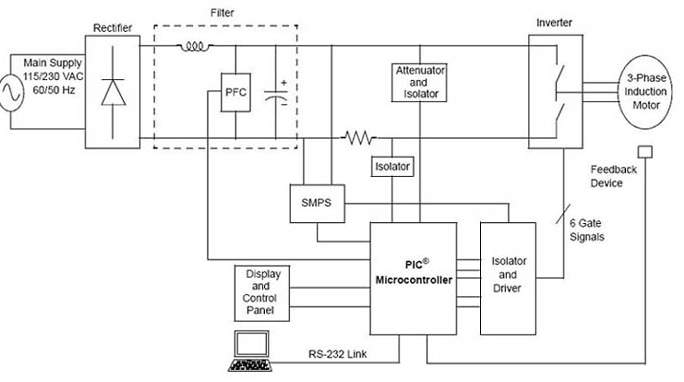 Filter
Rectifier
Inverter
Main Supply
115/230 VAC
60/50 Hz
PFC
+
–
Attenuator
and
Isolator
3-Phase
Induction
Motor
Isolator
Feedback
Device
SMPS
6 Gate
Signals
PIC®
Microcontroller
Isolator
and
Driver
Display
and
Control
Panel
RS-232 Link